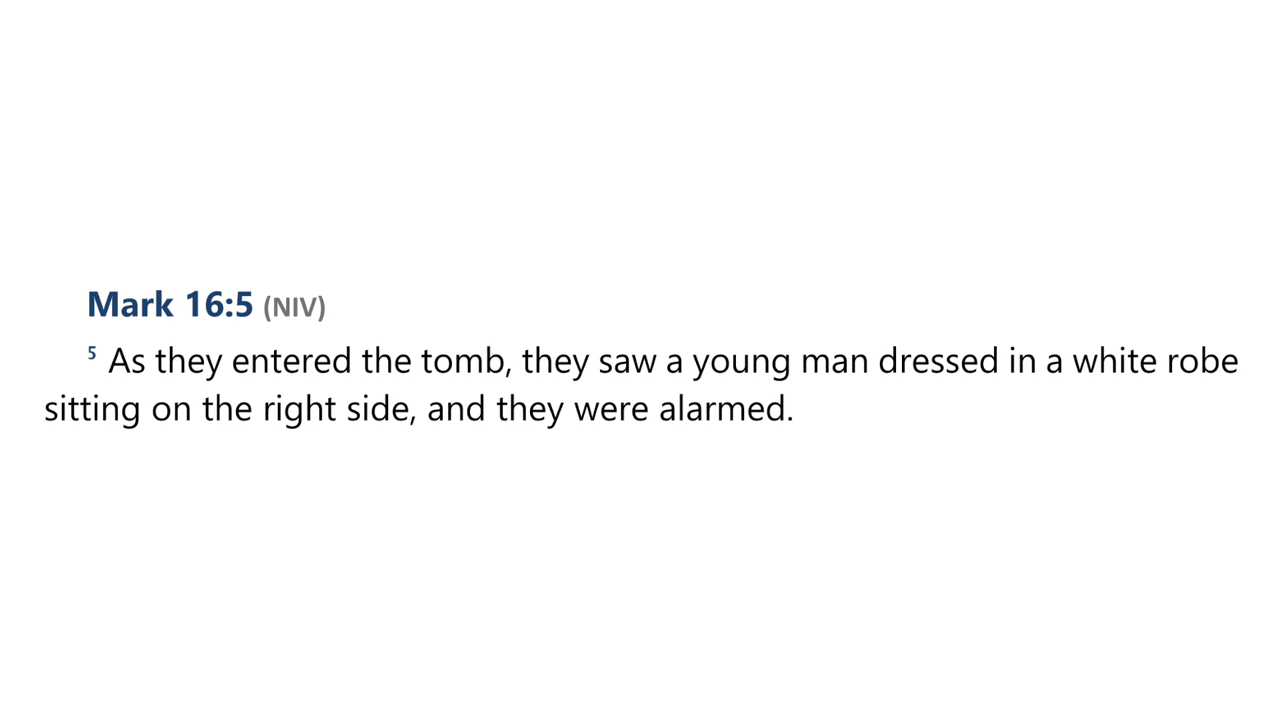 Mark 16:5 (NIV)
5 As they entered the tomb, they saw a young man dressed in a white robe
sitting on the right side, and they were alarmed.